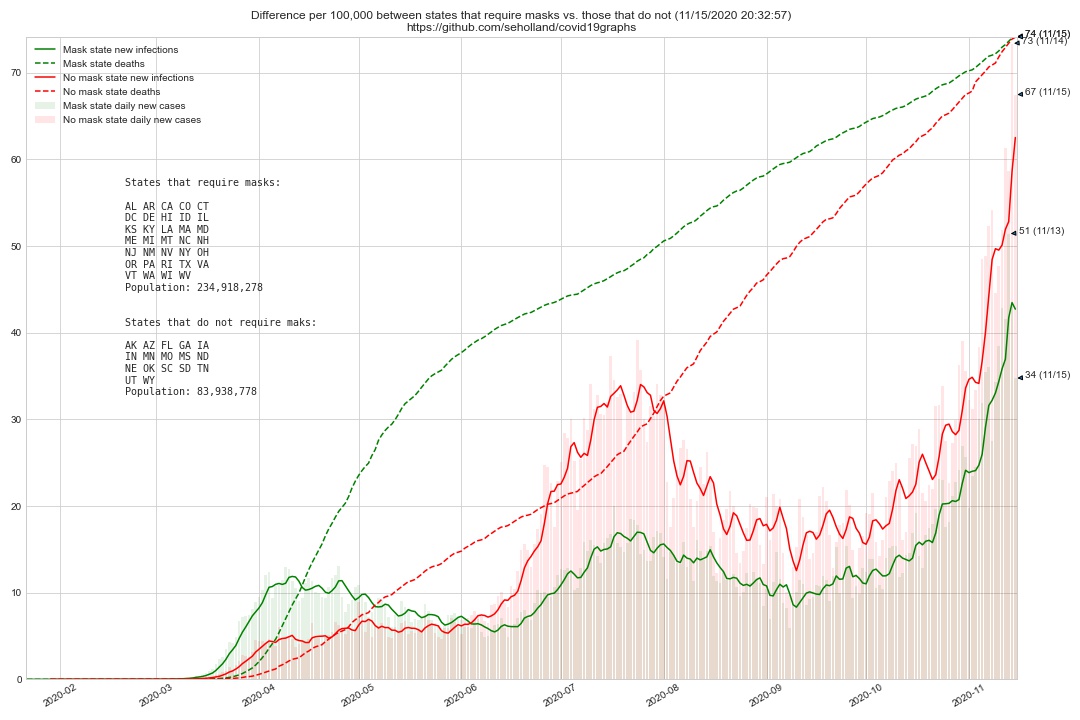 Difference per 100,000 between states that require masks vs. those that do not (11/15/2020 20:32:57)
https://github.com/seholland/covid19graphs
Mask state new infections
Mask state deaths
No mask state new infections
No mask state deaths
Mask state daily new cases
No mask state daily new cases
States that require masks:
AL AR CA CO CT
DC DE HI ID IL
KS KY LA MA MD
ME MI MT NC NH
NJ NM NV NY OH
OR PA RI TX VA
VT WA WI WV
Population: 234,918,278
States that do not require maks:
AK AZ FL GA IA
IN MN MO MS ND
NE OK SC SD TN
UT WY
Population: 83,938,778
74 (11/15)
73 (11/14)
67 (11/15)
51 (11/13)
34 (11/15)
70
60
50
40
30
20
10
0
2020-02
2020-03
2020-04
2020-05
2020-06
2020-07
2020-08
2020-09
2020-10
2020-11